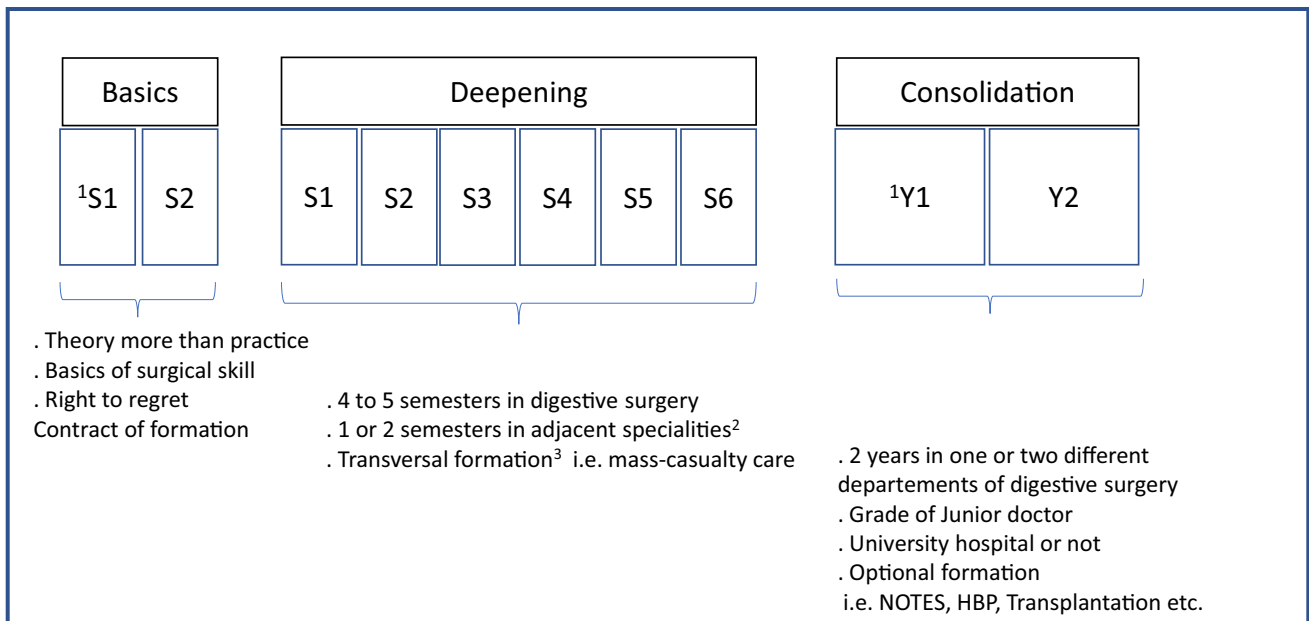 Basics
Deepening
Consolidation
¹S1
S2
S1
S2
S3
S4
S5
S6
¹Y1
Y2
. Theory more than practice
. Basics of surgical skill
. Right to regret
Contract of formation
. 4 to 5 semesters in digestive surgery
. 1 or 2 semesters in adjacent specialities²
. Transversal formation³ i.e. mass-casualty care
. 2 years in one or two different
departements of digestive surgery
. Grade of Junior doctor
. University hospital or not
. Optional formation
i.e. NOTES, HBP, Transplantation etc.